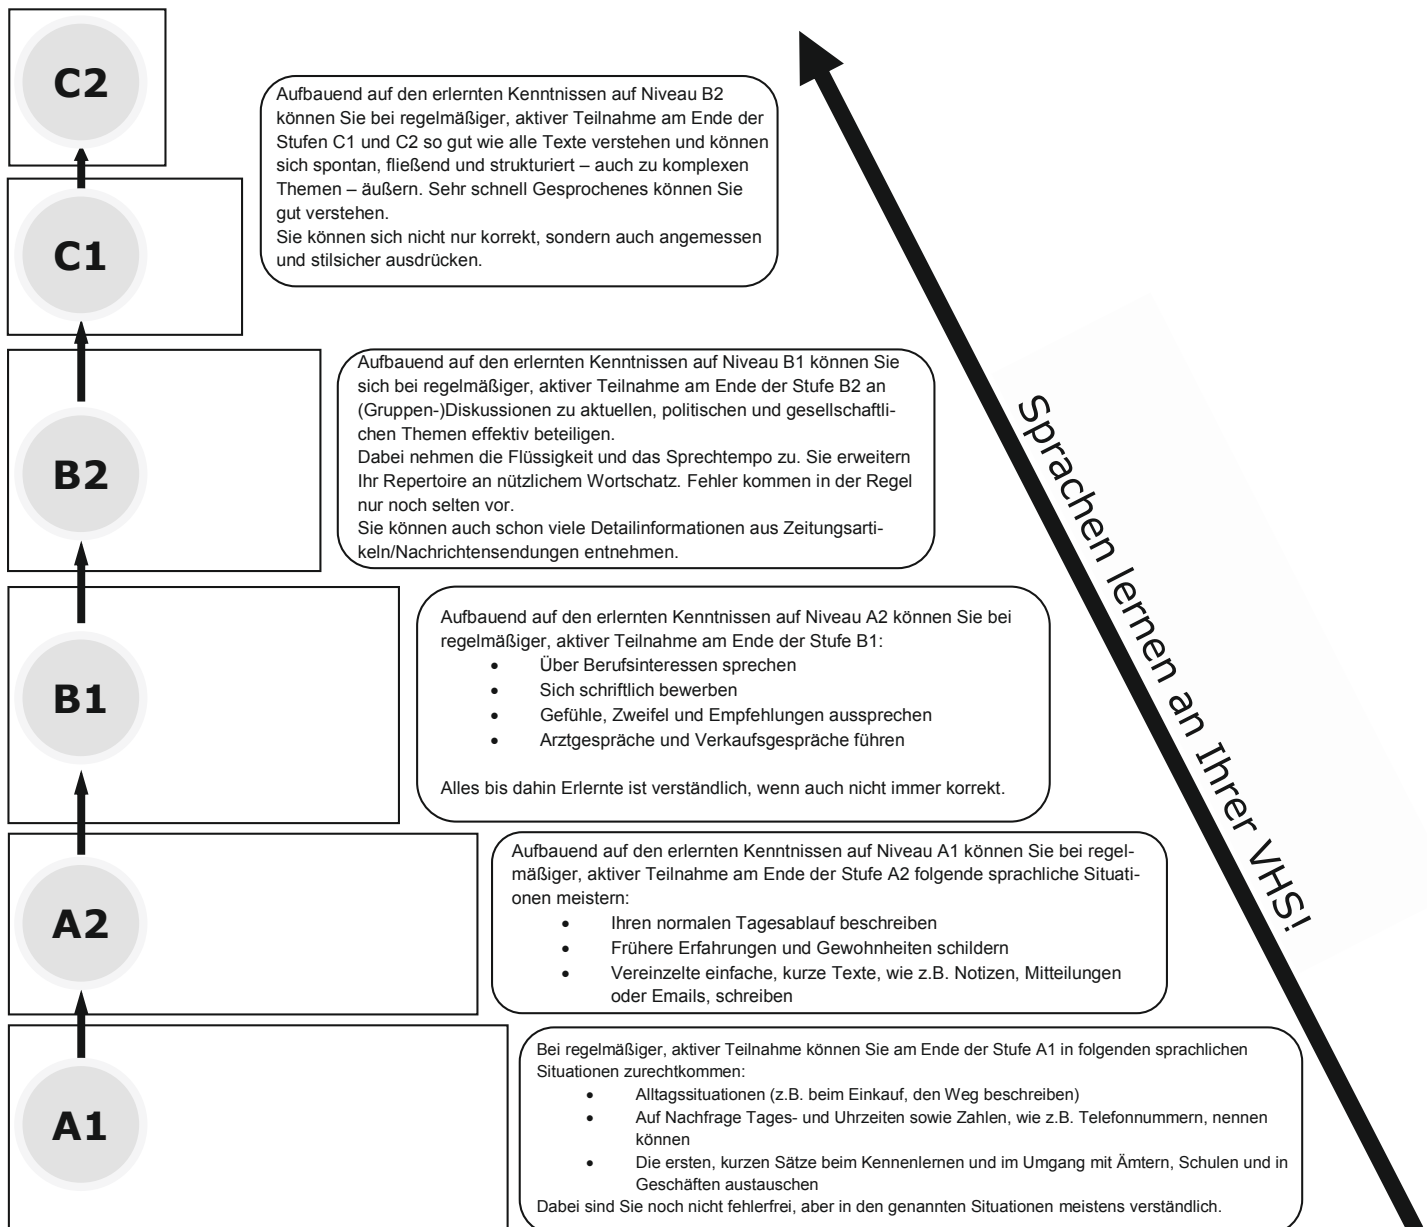 C2
Aufbauend auf den erlernten Kenntnissen auf Niveau B2
können Sie bei regelmäßiger, aktiver Teilnahme am Ende der
Stufen C1 und C2 so gut wie alle Texte verstehen und können
sich spontan, fließend und strukturiert – auch zu komplexen
Themen – äußern. Sehr schnell Gesprochenes können Sie
gut verstehen.
Sie können sich nicht nur korrekt, sondern auch angemessen
und stilsicher ausdrücken.
C1
Aufbauend auf den erlernten Kenntnissen auf Niveau B1 können Sie
sich bei regelmäßiger, aktiver Teilnahme am Ende der Stufe B2 an
(Gruppen-)Diskussionen zu aktuellen, politischen und gesellschaftli-
chen Themen effektiv beteiligen.
Dabei nehmen die Flüssigkeit und das Sprechtempo zu. Sie erweitern
Ihr Repertoire an nützlichem Wortschatz. Fehler kommen in der Regel
nur noch selten vor.
Sie können auch schon viele Detailinformationen aus Zeitungsarti-
keln/Nachrichtensendungen entnehmen.
B2
Aufbauend auf den erlernten Kenntnissen auf Niveau A2 können Sie bei
regelmäßiger, aktiver Teilnahme am Ende der Stufe B1:
• Über Berufsinteressen sprechen
• Sich schriftlich bewerben
• Gefühle, Zweifel und Empfehlungen aussprechen
• Arztgespräche und Verkaufsgespräche führen
Alles bis dahin Erlernte ist verständlich, wenn auch nicht immer korrekt.
B1
Aufbauend auf den erlernten Kenntnissen auf Niveau A1 können Sie bei regel-
mäßiger, aktiver Teilnahme am Ende der Stufe A2 folgende sprachliche Situati-
onen meistern:
• Ihren normalen Tagesablauf beschreiben
• Frühere Erfahrungen und Gewohnheiten schildern
• Vereinzelte einfache, kurze Texte, wie z.B. Notizen, Mitteilungen
oder Emails, schreiben
A2
Bei regelmäßiger, aktiver Teilnahme können Sie am Ende der Stufe A1 in folgenden sprachlichen
Situationen zurechtkommen:
• Alltagssituationen (z.B. beim Einkauf, den Weg beschreiben)
• Auf Nachfrage Tages- und Uhrzeiten sowie Zahlen, wie z.B. Telefonnummern, nennen
können
• Die ersten, kurzen Sätze beim Kennenlernen und im Umgang mit Ämtern, Schulen und in
Geschäften austauschen
Dabei sind Sie noch nicht fehlerfrei, aber in den genannten Situationen meistens verständlich.
A1
Sprachen lernen an Ihrer VHS!